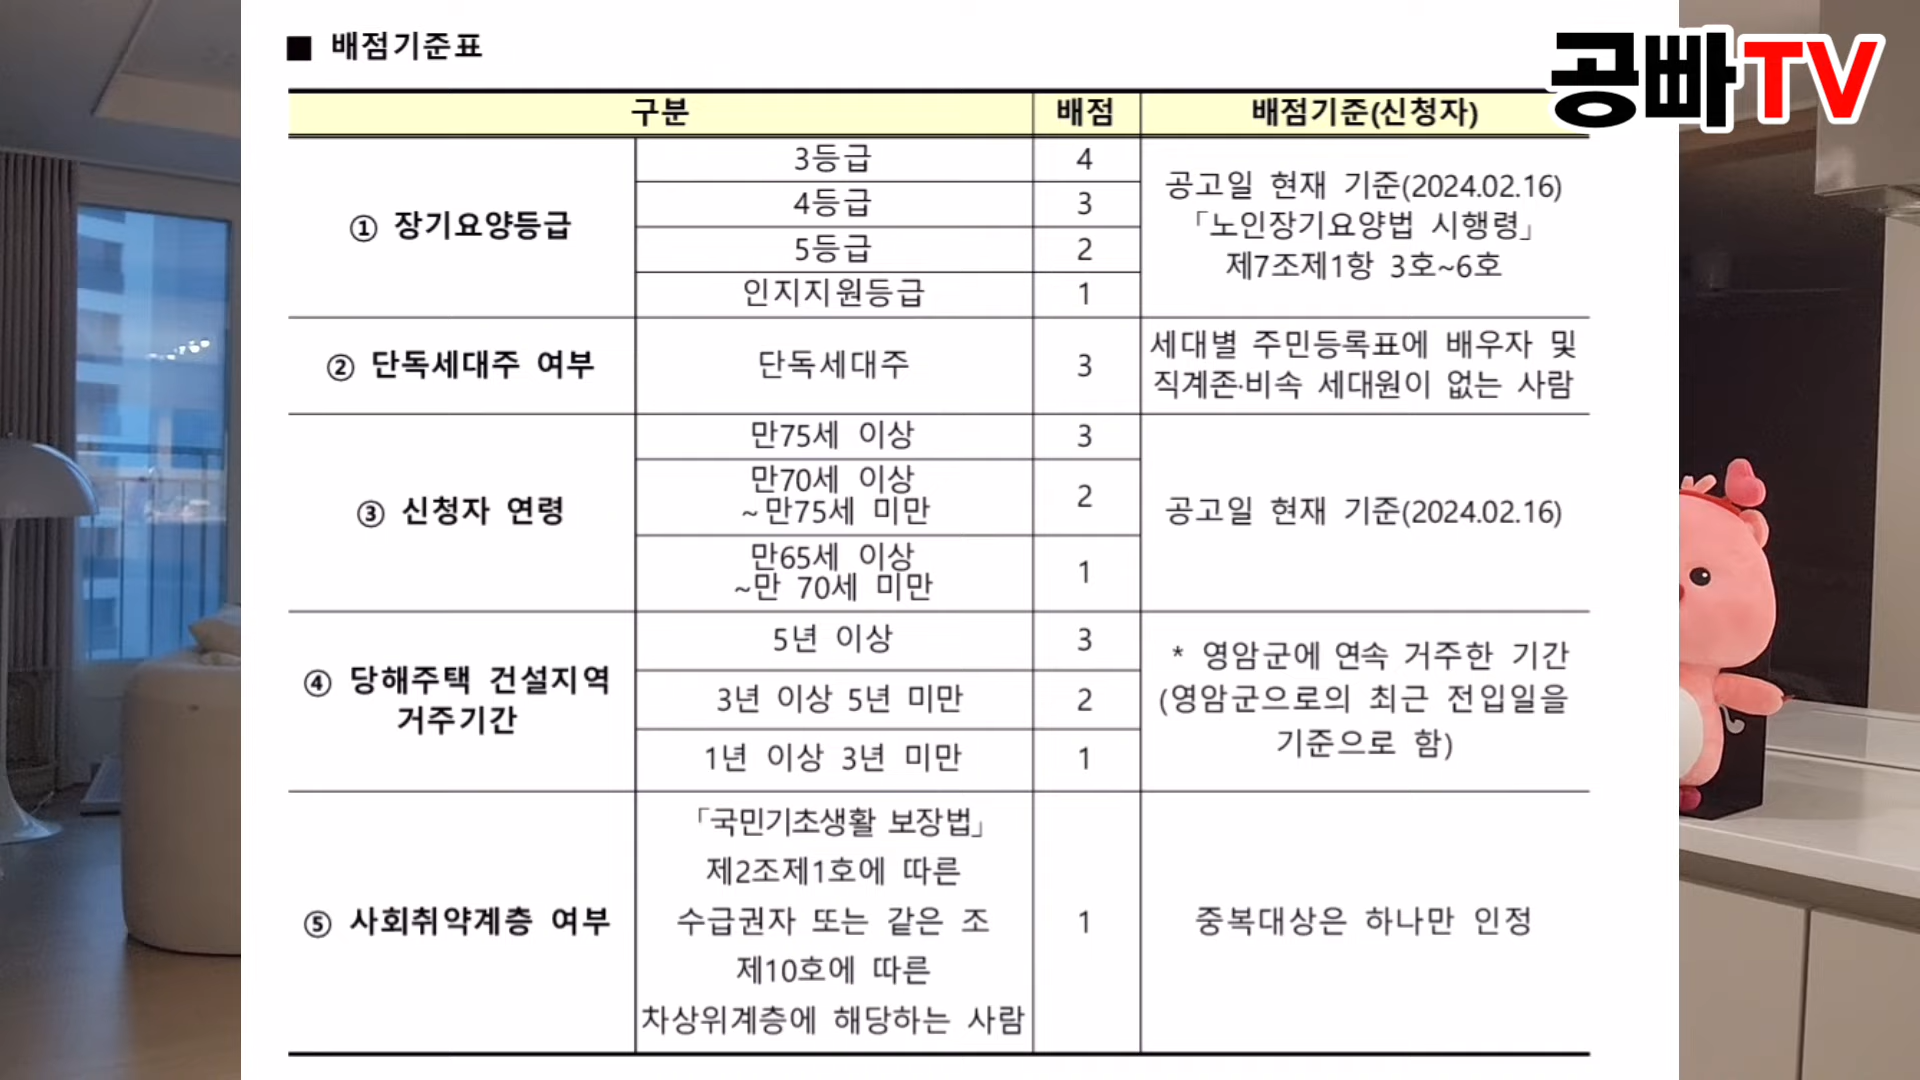 ■ 배점기준표
공빠TV
구분 배점 배점기준(신청자)
① 장기요양등급
3등급 4
4등급 3
5등급 2
인지지원등급 1
공고일 현재 기준(2024.02.16)
「노인장기요양법 시행령」
제7조제1항 3호~6호
② 단독세대주 여부
단독세대주 3
세대별 주민등록표에 배우자 및
직계존·비속 세대원이 없는 사람
③ 신청자 연령
만75세 이상 3
만70세 이상
~만75세 미만 2
만65세 이상
~만 70세 미만 1
공고일 현재 기준(2024.02.16)
④ 당해주택 건설지역
거주기간
5년 이상 3
3년 이상 5년 미만 2
1년 이상 3년 미만 1
* 영암군에 연속 거주한 기간
(영암군으로의 최근 전입일을
기준으로 함)
⑤ 사회취약계층 여부
「국민기초생활 보장법」
제2조제1호에 따른
수급권자 또는 같은 조
제10호에 따른
차상위계층에 해당하는 사람
1
중복대상은 하나만 인정